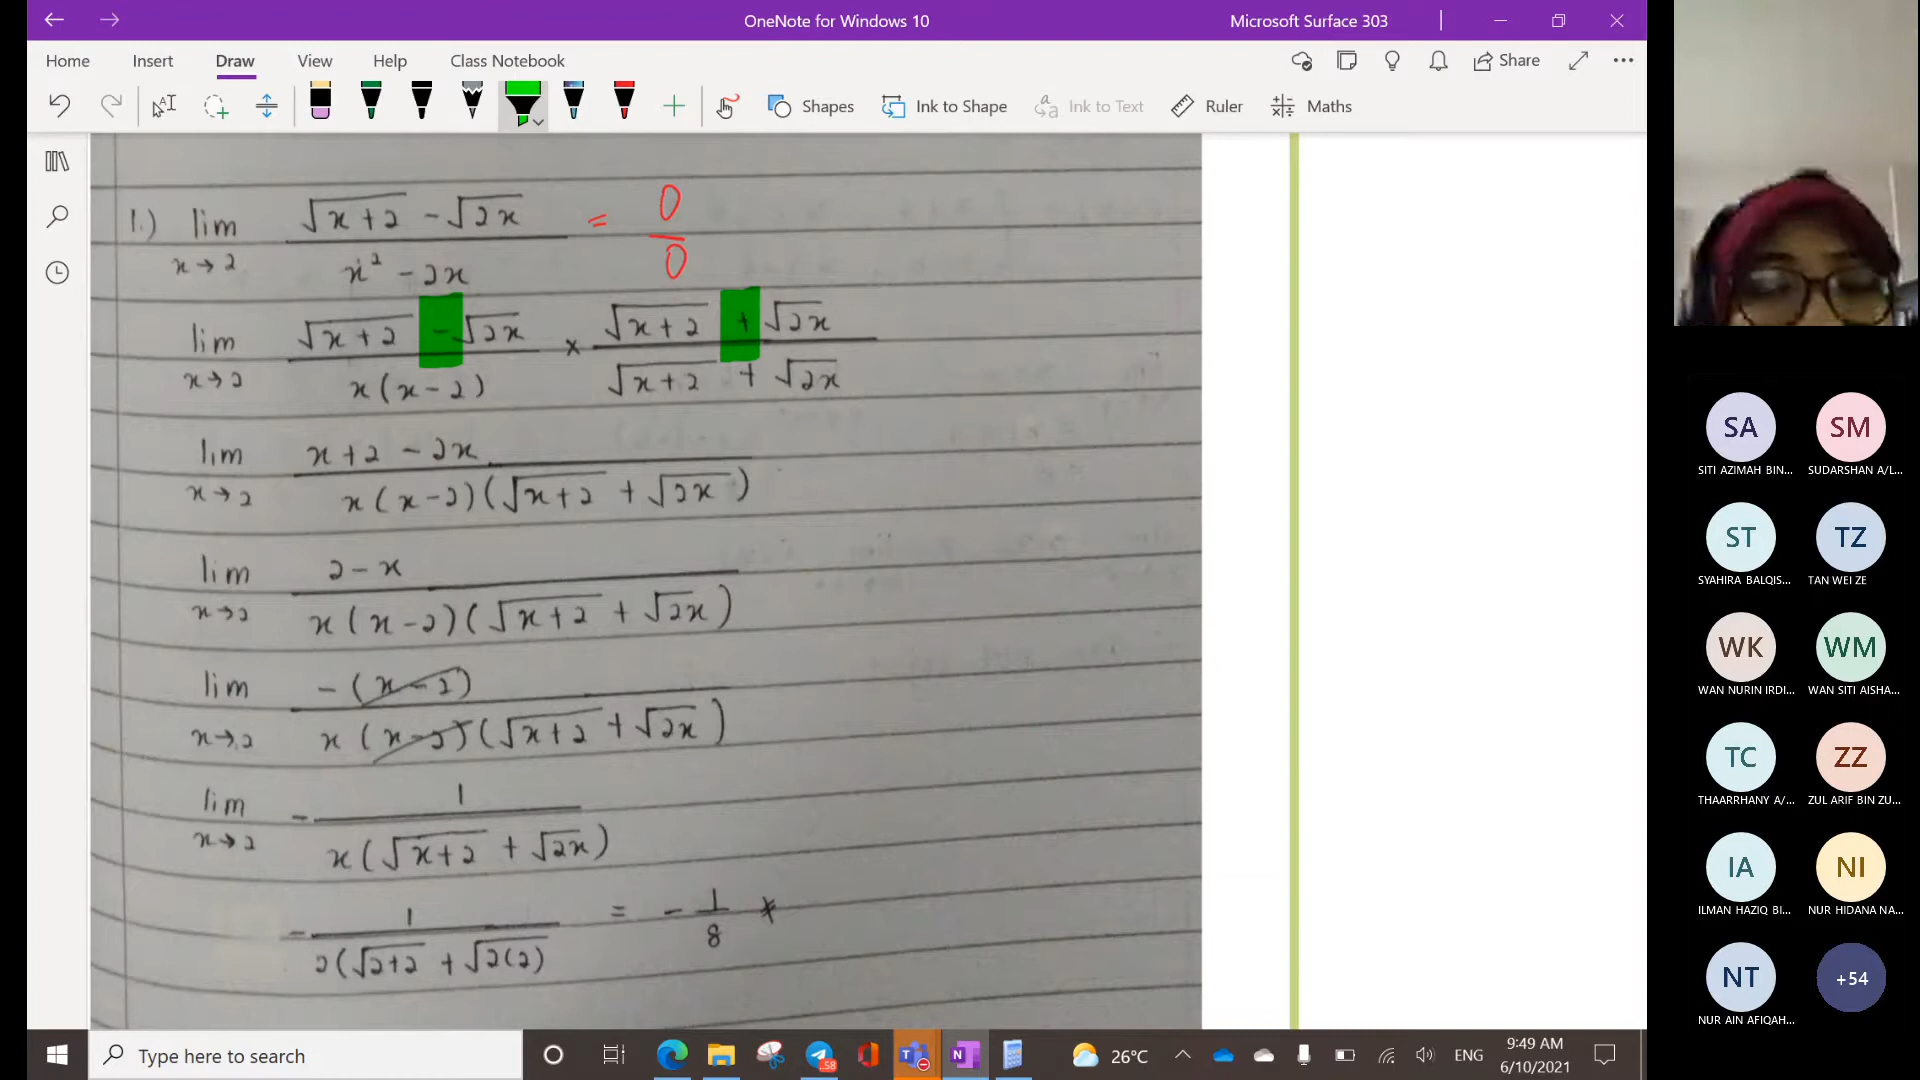 OneNote for Windows 10
Microsoft Surface 303
Home Insert Draw View Help Class Notebook
Share
Shapes Ink to Shape Ink to Text Ruler Maths
1.) lim x→2 (√(x+2) - √(2x)) / (x² - 2x) = 0/0
lim x→2 (√(x+2) - √(2x)) / (x(x-2)) × (√(x+2) + √(2x)) / (√(x+2) + √(2x))
lim x→2 (x+2-2x) / (x(x-2)(√(x+2) + √(2x)))
lim x→2 (2-x) / (x(x-2)(√(x+2) + √(2x)))
lim x→2 -(x-2) / (x(x-2)(√(x+2) + √(2x)))
lim x→2 - 1 / (x(√(x+2) + √(2x)))
- 1 / (2(√(2+2) + √(2(2))) = - 1/8 *
SA SM
SITI AZIMAH BIN... SUDARSHAN A/L...
ST TZ
SYAHIRA BALQIS... TAN WEI ZE
WK WM
WAN NURIN IRDI... WAN SITI AISHA...
TC ZZ
THAARRHANY A/... ZUL ARIF BIN ZU...
IA NI
ILMAN HAZIQ BI... NUR HIDANA NA...
NT +54
NUR AIN AFIQAH...
Type here to search
58
26°C
ENG
9:49 AM
6/10/2021